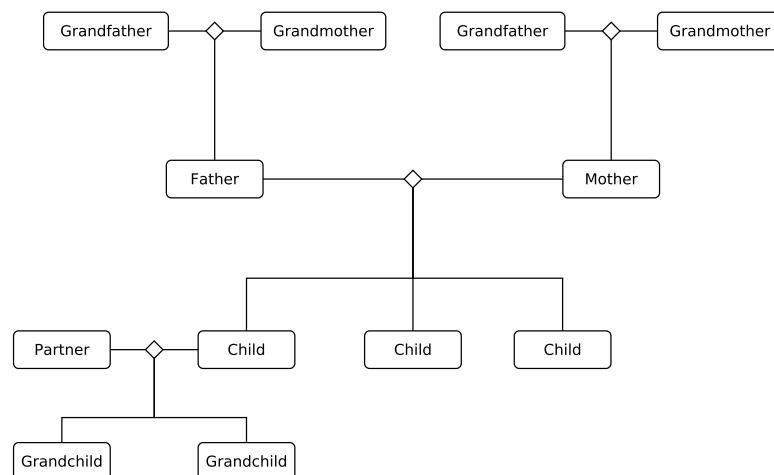 Grandfather
Grandmother
Grandfather
Grandmother
Father
Mother
Partner
Child
Child
Child
Grandchild
Grandchild